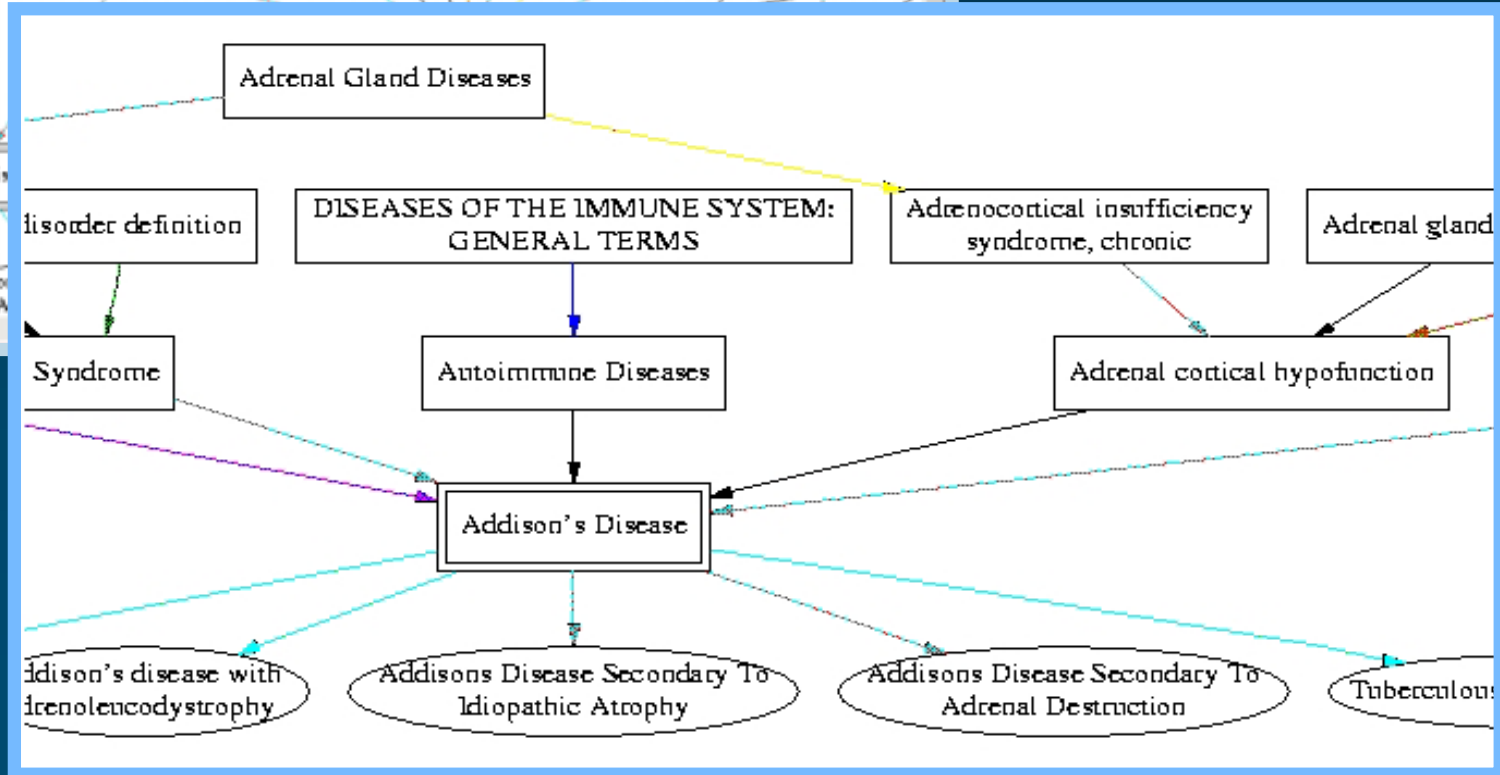 Adrenal Gland Diseases
disorder definition
DISEASES OF THE IMMUNE SYSTEM:
GENERAL TERMS
Adrenocortical insufficiency
syndrome, chronic
Adrenal gland
Syndrome
Autoimmune Diseases
Adrenal cortical hypofunction
Addison's Disease
ddison's disease with
drenoleucodystrophy
Addisons Disease Secondary To
Idiopathic Atrophy
Addisons Disease Secondary To
Adrenal Destruction
Tuberculous